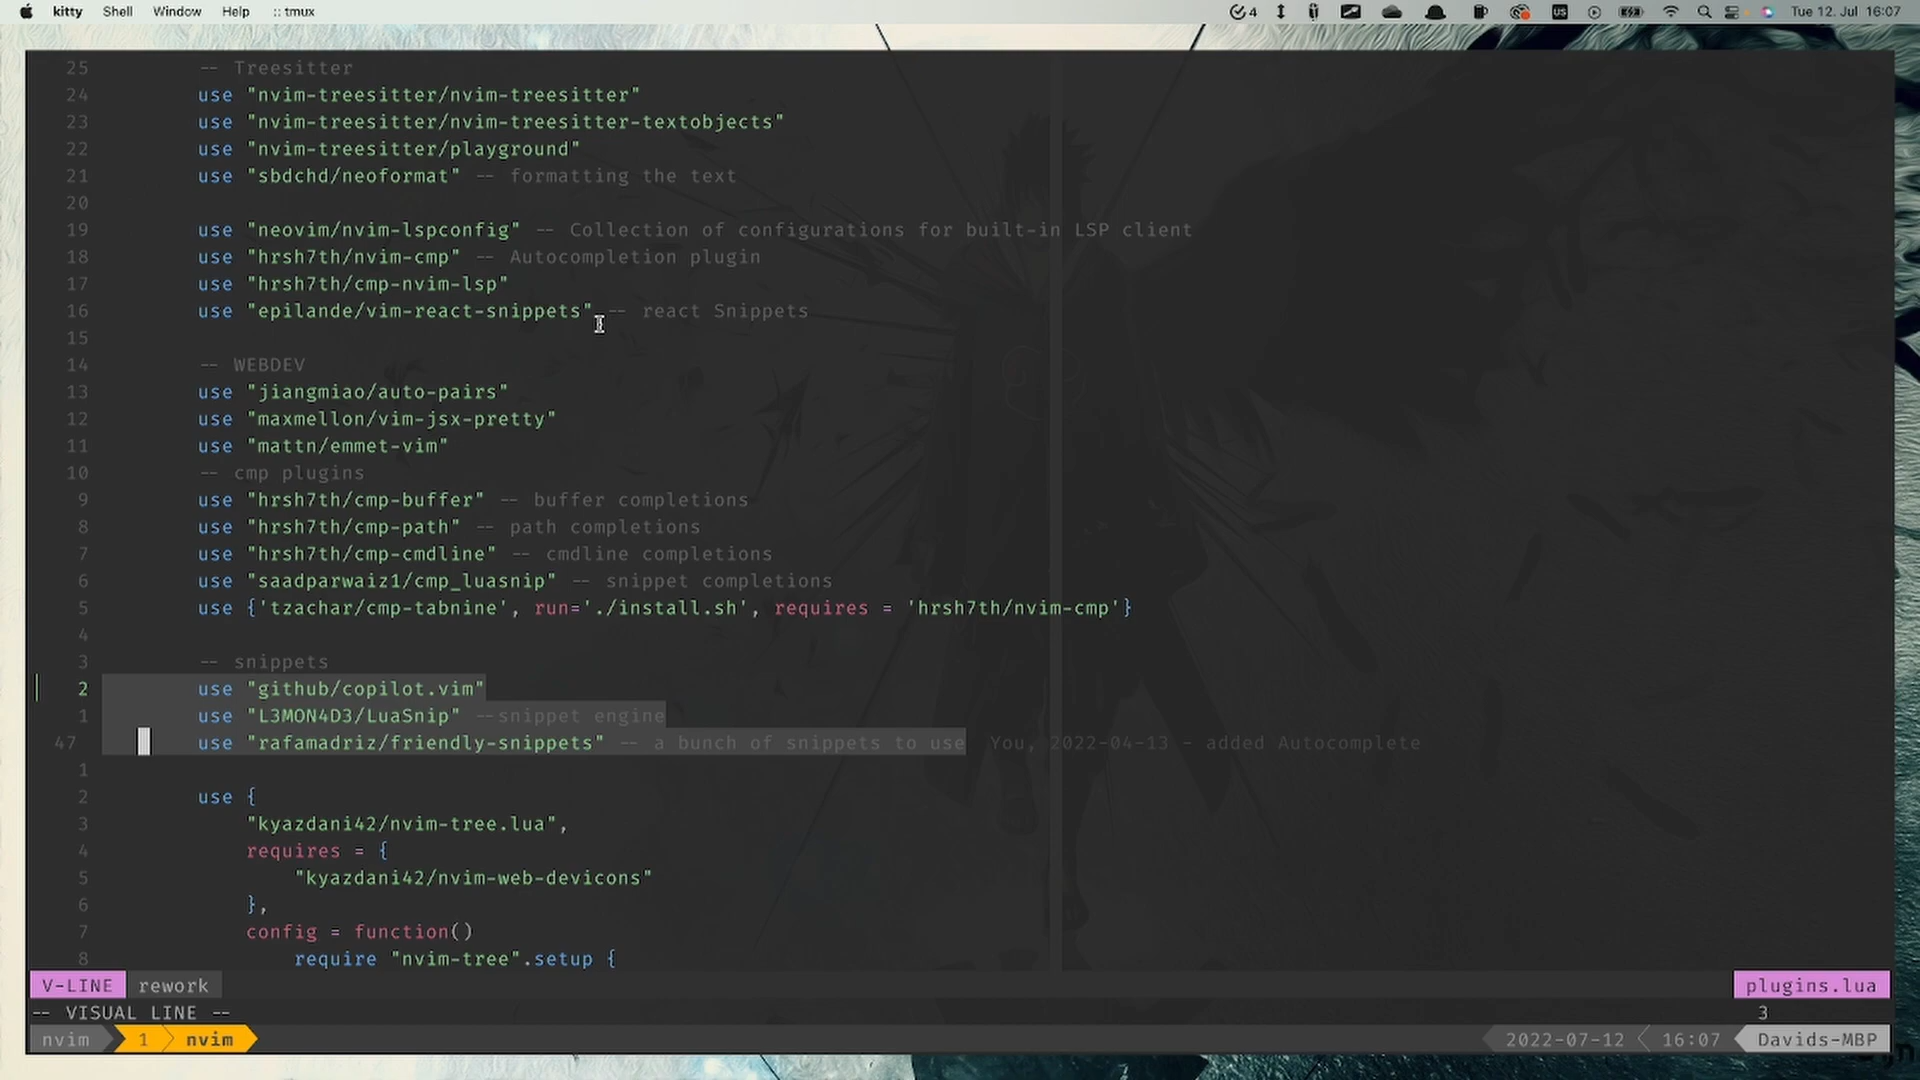 kitty Shell Window Help :: tmux 4 US Tue 12. Jul 16:07
25 -- Treesitter
24 use "nvim-treesitter/nvim-treesitter"
23 use "nvim-treesitter/nvim-treesitter-textobjects"
22 use "nvim-treesitter/playground"
21 use "sbdchd/neoformat" -- formatting the text
20
19 use "neovim/nvim-lspconfig" -- Collection of configurations for built-in LSP client
18 use "hrsh7th/nvim-cmp" -- Autocompletion plugin
17 use "hrsh7th/cmp-nvim-lsp"
16 use "epilande/vim-react-snippets" -- react Snippets
15
14 -- WEBDEV
13 use "jiangmiao/auto-pairs"
12 use "maxmellon/vim-jsx-pretty"
11 use "mattn/emmet-vim"
10 -- cmp plugins
9 use "hrsh7th/cmp-buffer" -- buffer completions
8 use "hrsh7th/cmp-path" -- path completions
7 use "hrsh7th/cmp-cmdline" -- cmdline completions
6 use "saadparwaiz1/cmp_luasnip" -- snippet completions
5 use {'tzachar/cmp-tabnine', run='./install.sh', requires = 'hrsh7th/nvim-cmp'}
4
3 -- snippets
2 use "github/copilot.vim"
1 use "L3MON4D3/LuaSnip" --snippet engine
47 use "rafamadriz/friendly-snippets" -- a bunch of snippets to use You, 2022-04-13 - added Autocomplete
1
2 use {
3 "kyazdani42/nvim-tree.lua",
4 requires = {
5 "kyazdani42/nvim-web-devicons"
6 },
7 config = function()
8 require "nvim-tree".setup {
V-LINE rework plugins.lua
-- VISUAL LINE -- 3
nvim 1 nvim 2022-07-12 16:07 Davids-MBP